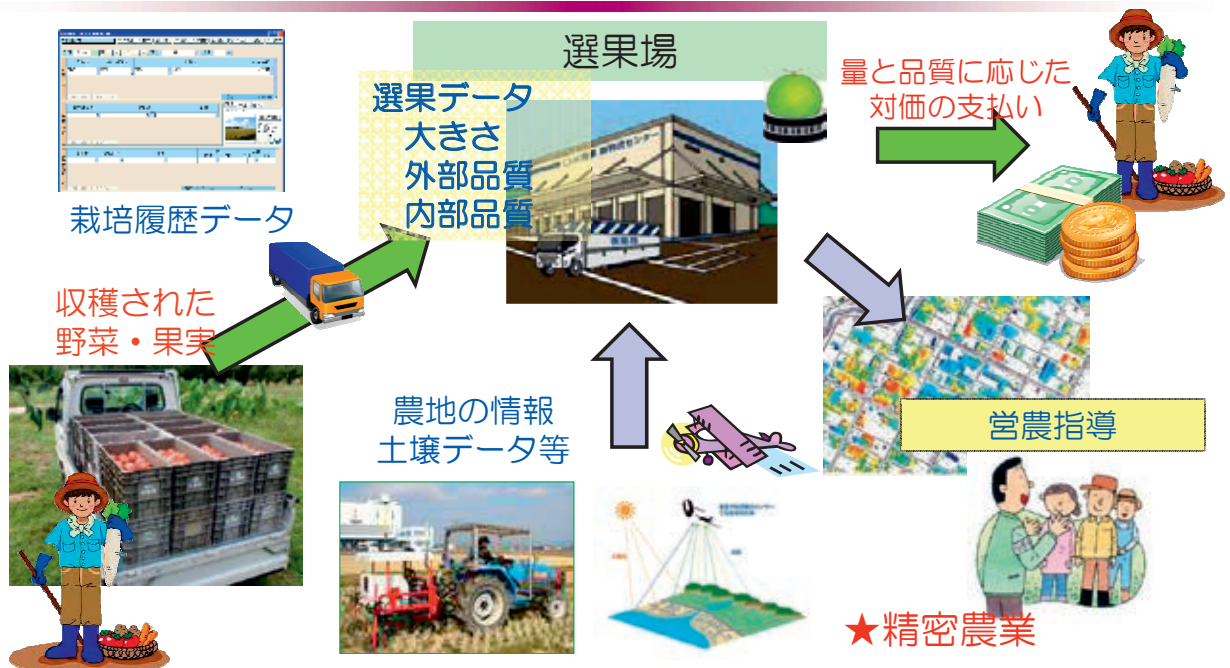 選果場
選果データ
大きさ
外部品質
内部品質
量と品質に応じた
対価の支払い
栽培履歴データ
収穫された
野菜・果実
農地の情報
土壌データ等
営農指導
★精密農業